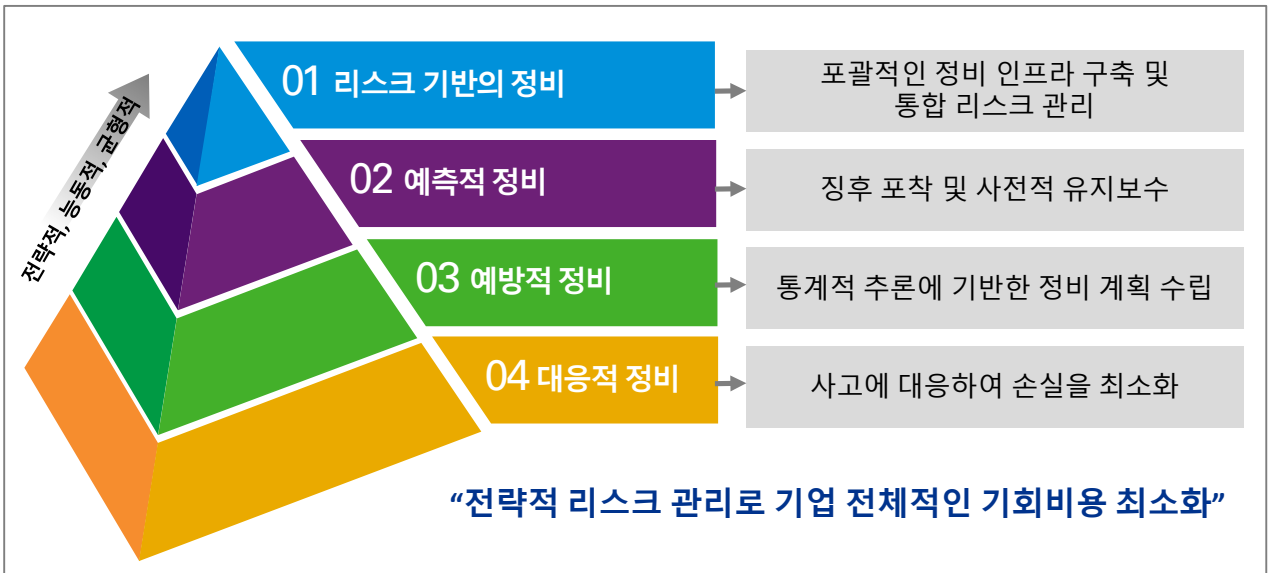 전략적, 능동적, 균형적
01 리스크 기반의 정비
포괄적인 정비 인프라 구축 및
통합 리스크 관리
02 예측적 정비
징후 포착 및 사전적 유지보수
03 예방적 정비
통계적 추론에 기반한 정비 계획 수립
04 대응적 정비
사고에 대응하여 손실을 최소화
“전략적 리스크 관리로 기업 전체적인 기회비용 최소화”